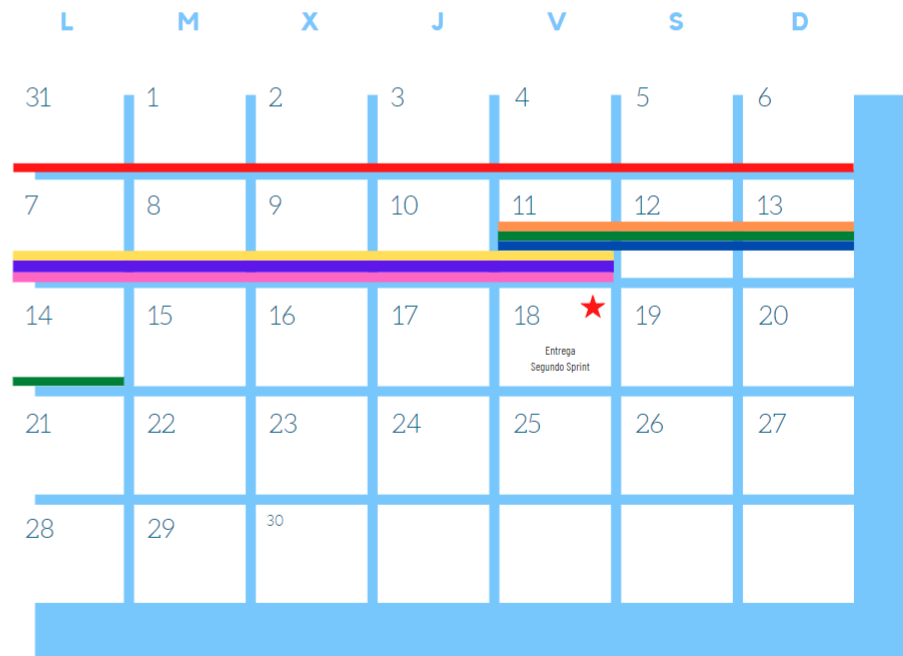 L M X J V S D
31 1 2 3 4 5 6
7 8 9 10 11 12 13
14 15 16 17 18 19 20
Entrega
Segundo Sprint
21 22 23 24 25 26 27
28 29 30